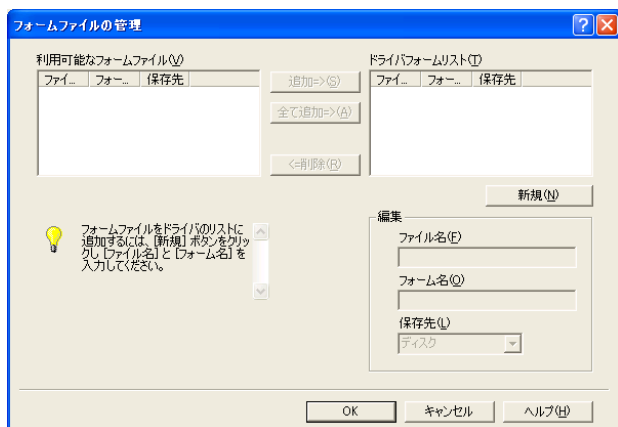 フォームファイルの管理
利用可能なフォームファイル(V)
ファイ... フォー... 保存先
追加=>(S)
全て追加=>(A)
<=削除(R)
ドライバフォームリスト(T)
ファイ... フォー... 保存先
新規(N)
フォームファイルをドライバのリストに
追加するには、[新規] ボタンをクリッ
クし [ファイル名] と [フォーム名] を
入力してください。
編集
ファイル名(F)
フォーム名(O)
保存先(L)
ディスク
OK キャンセル ヘルプ(H)